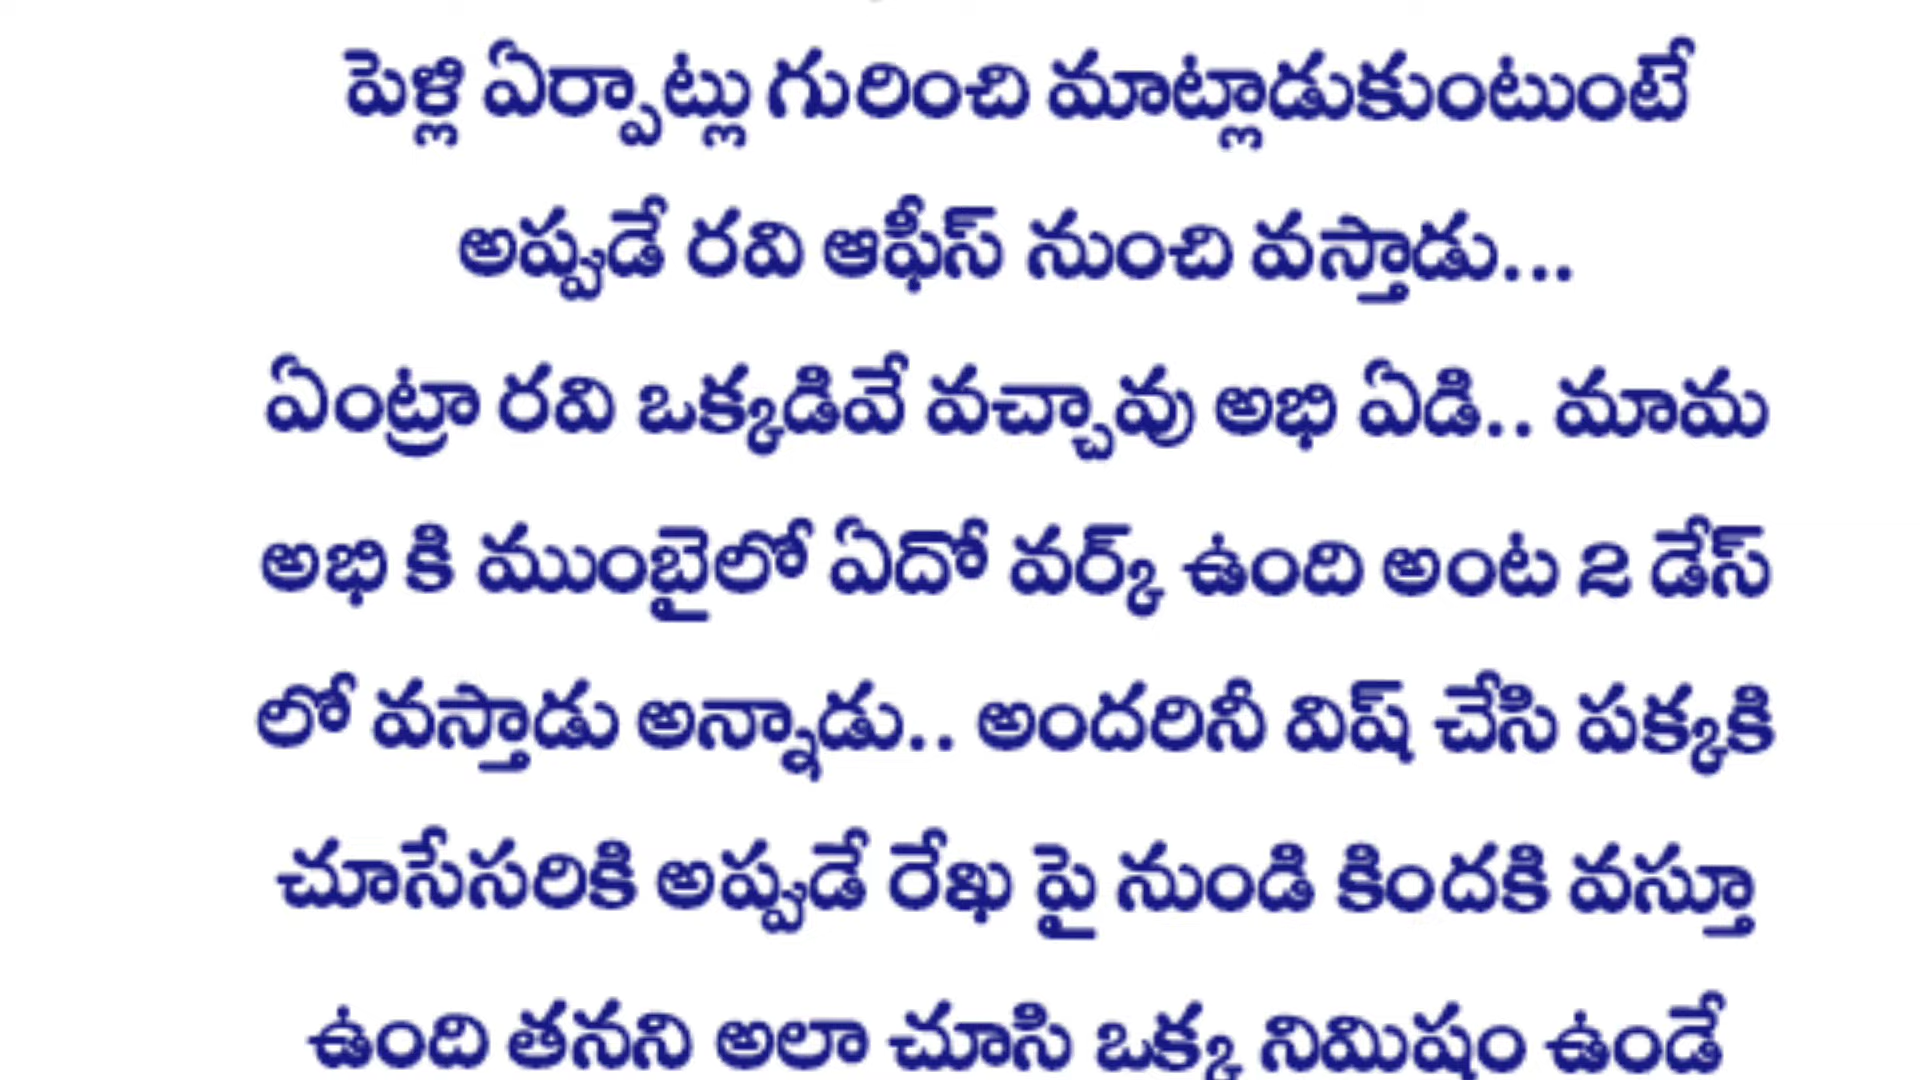 పెళ్లి ఏర్పాట్లు గురించి మాట్లాడుకుంటుంటే
అప్పుడే రవి ఆఫీస్ నుంచి వస్తాడు...
ఏంట్రా రవి ఒక్కడివే వచ్చావు అభి ఏడి.. మామ
అభి కి ముంబైలో ఏదో వర్క్ ఉంది అంట 2 డేస్
లో వస్తాడు అన్నాడు.. అందరినీ విష్ చేసి పక్కకి
చూసేసరికి అప్పుడే రేఖ పై నుండి కిందకి వస్తూ
ఉంది తనని అలా చూసి ఒక్క నిమిషం ఉండే